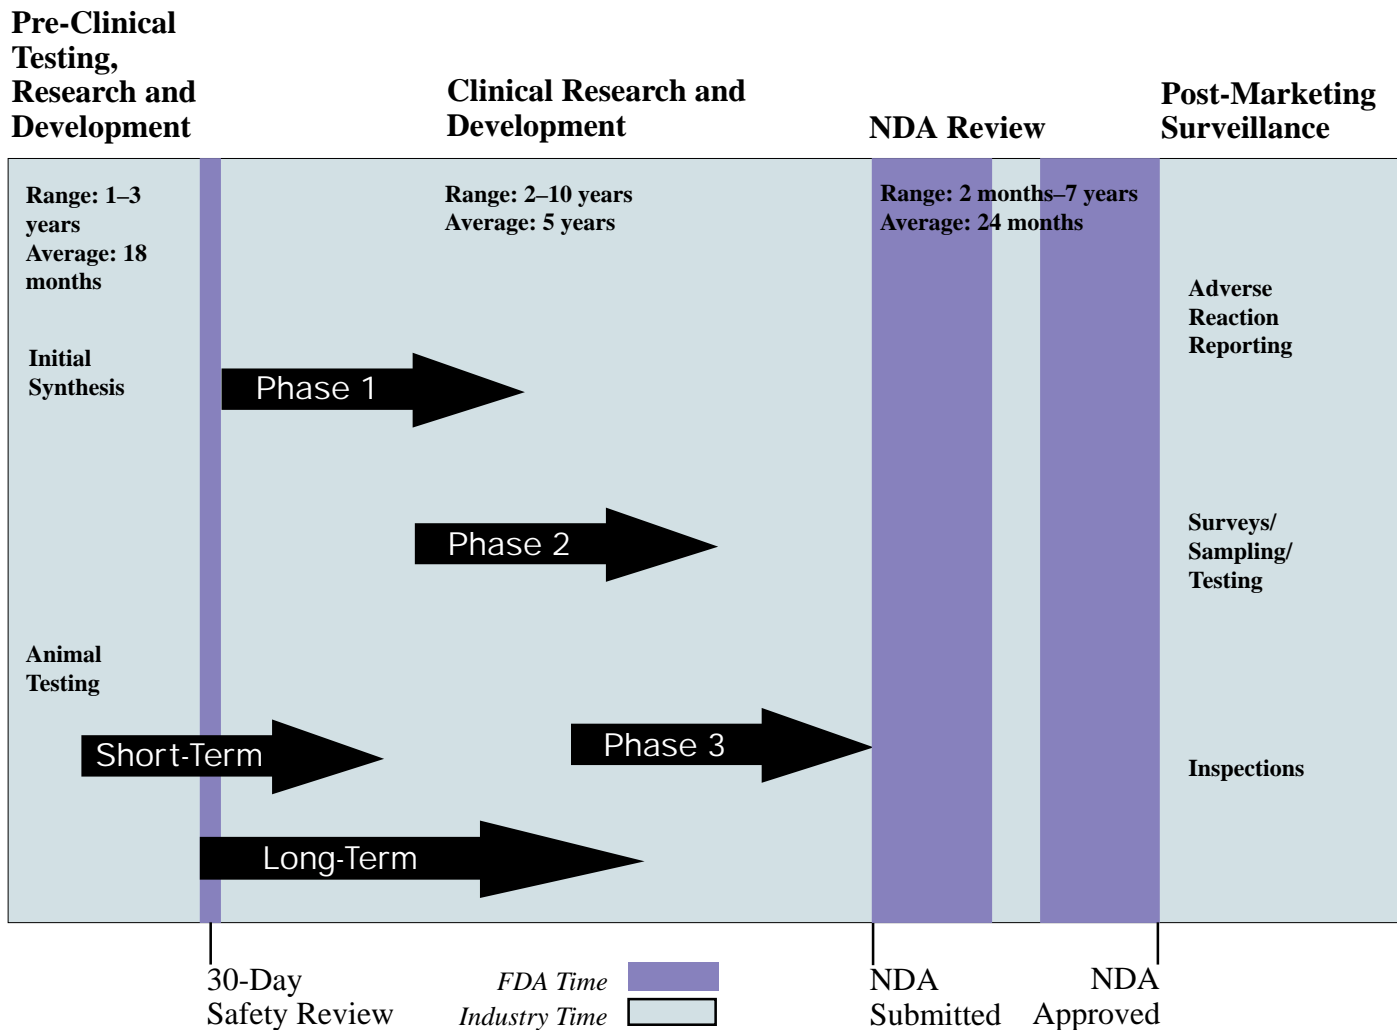 Pre-Clinical
Testing,
Research and
Development
Clinical Research and
Development
NDA Review
Post-Marketing
Surveillance
Range: 1–3
years
Average: 18
months
Range: 2–10 years
Average: 5 years
Range: 2 months–7 years
Average: 24 months
Initial
Synthesis
Phase 1
Adverse
Reaction
Reporting
Phase 2
Surveys/
Sampling/
Testing
Animal
Testing
Short-Term
Phase 3
Inspections
Long-Term
30-Day
Safety Review
FDA Time
Industry Time
NDA
Submitted
NDA
Approved